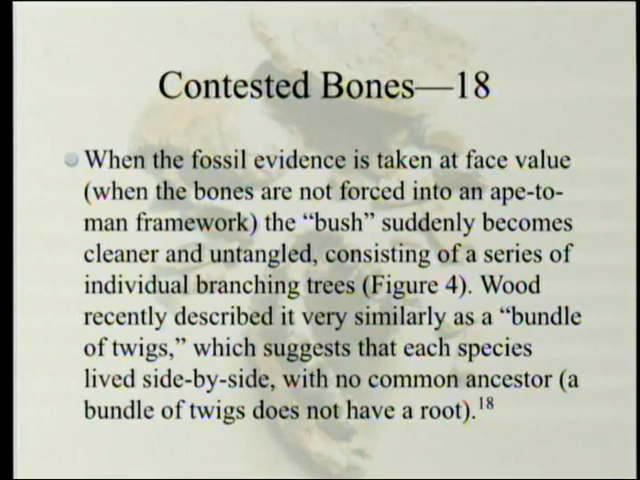 Contested Bones—18
When the fossil evidence is taken at face value
(when the bones are not forced into an ape-to-
man framework) the “bush” suddenly becomes
cleaner and untangled, consisting of a series of
individual branching trees (Figure 4). Wood
recently described it very similarly as a “bundle
of twigs,” which suggests that each species
lived side-by-side, with no common ancestor (a
bundle of twigs does not have a root).18